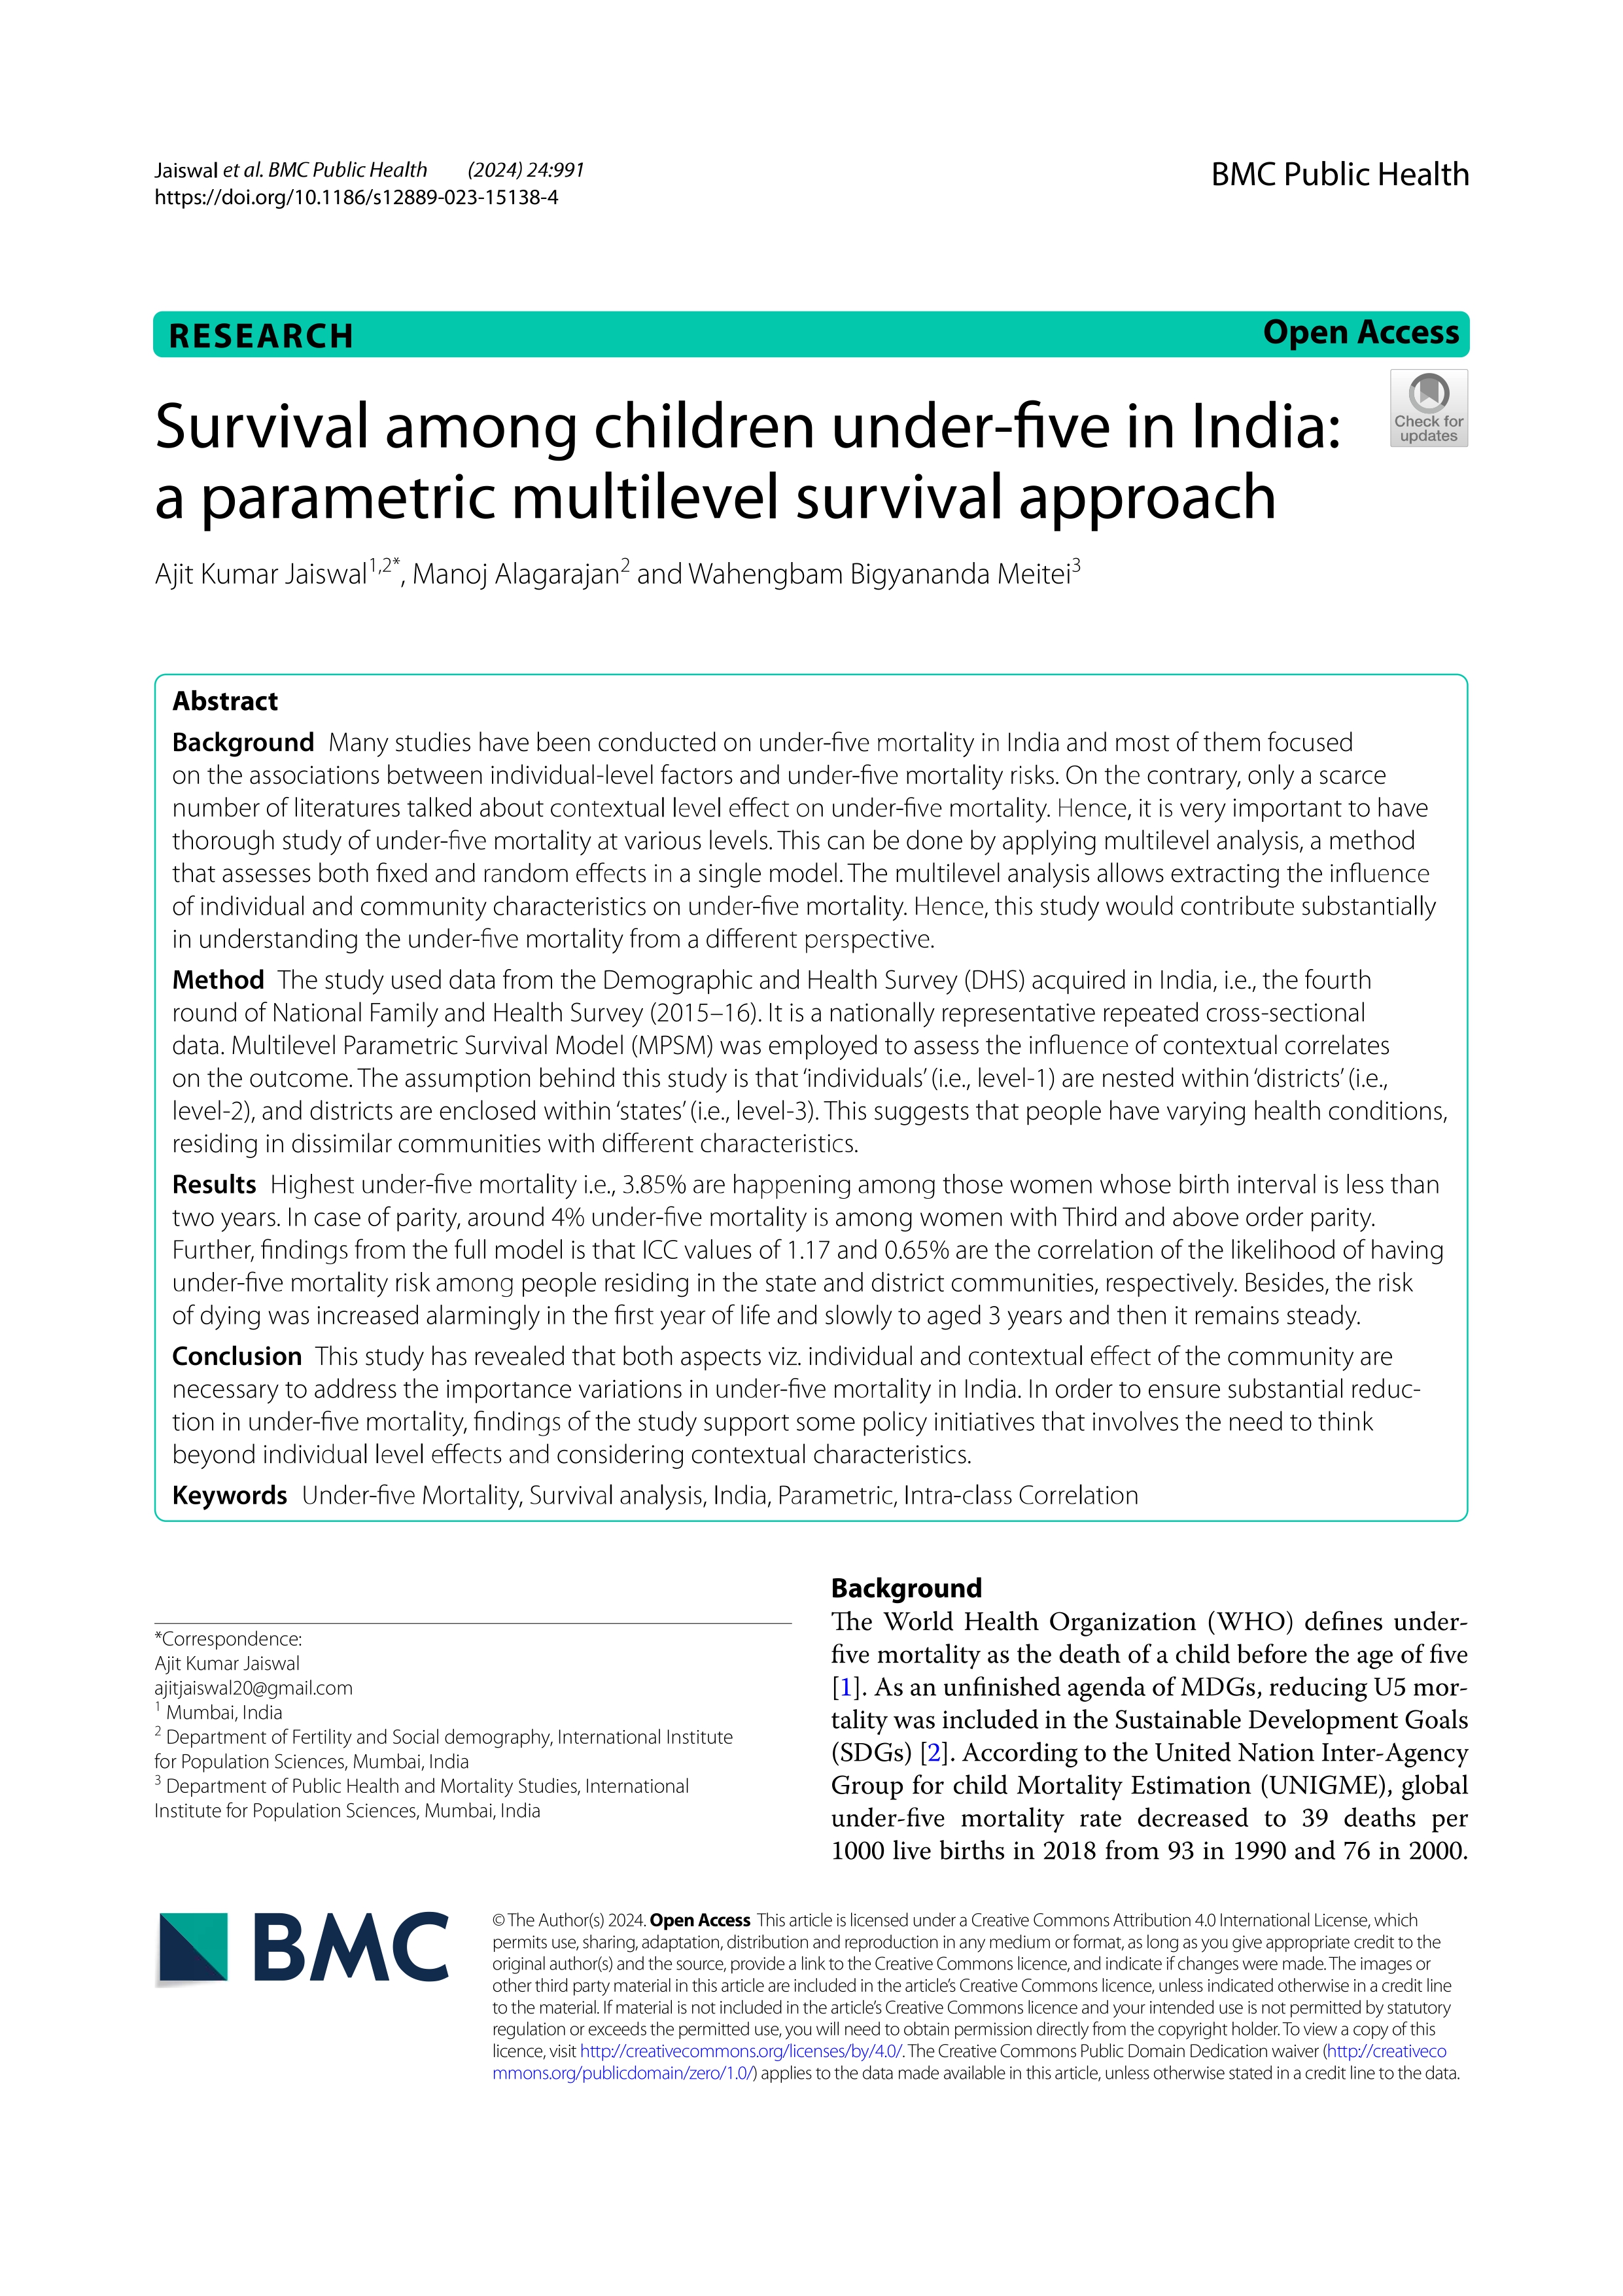 Jaiswal et al. BMC Public Health (2024) 24:991
https://doi.org/10.1186/s12889-023-15138-4
BMC Public Health
RESEARCH
Open Access
Check for
updates
Survival among children under-five in India:
a parametric multilevel survival approach
Ajit Kumar Jaiswal1,2*, Manoj Alagarajan2 and Wahengbam Bigyananda Meitei3
Abstract
Background Many studies have been conducted on under-five mortality in India and most of them focused
on the associations between individual-level factors and under-five mortality risks. On the contrary, only a scarce
number of literatures talked about contextual level effect on under-five mortality. Hence, it is very important to have
thorough study of under-five mortality at various levels. This can be done by applying multilevel analysis, a method
that assesses both fixed and random effects in a single model. The multilevel analysis allows extracting the influence
of individual and community characteristics on under-five mortality. Hence, this study would contribute substantially
in understanding the under-five mortality from a different perspective.
Method The study used data from the Demographic and Health Survey (DHS) acquired in India, i.e., the fourth
round of National Family and Health Survey (2015–16). It is a nationally representative repeated cross-sectional
data. Multilevel Parametric Survival Model (MPSM) was employed to assess the influence of contextual correlates
on the outcome. The assumption behind this study is that ‘individuals’ (i.e., level-1) are nested within ‘districts’ (i.e.,
level-2), and districts are enclosed within ‘states’ (i.e., level-3). This suggests that people have varying health conditions,
residing in dissimilar communities with different characteristics.
Results Highest under-five mortality i.e., 3.85% are happening among those women whose birth interval is less than
two years. In case of parity, around 4% under-five mortality is among women with Third and above order parity.
Further, findings from the full model is that ICC values of 1.17 and 0.65% are the correlation of the likelihood of having
under-five mortality risk among people residing in the state and district communities, respectively. Besides, the risk
of dying was increased alarmingly in the first year of life and slowly to aged 3 years and then it remains steady.
Conclusion This study has revealed that both aspects viz. individual and contextual effect of the community are
necessary to address the importance variations in under-five mortality in India. In order to ensure substantial reduc-
tion in under-five mortality, findings of the study support some policy initiatives that involves the need to think
beyond individual level effects and considering contextual characteristics.
Keywords Under-five Mortality, Survival analysis, India, Parametric, Intra-class Correlation
*Correspondence:
Ajit Kumar Jaiswal
ajitjaiswal20@gmail.com
1 Mumbai, India
2 Department of Fertility and Social demography, International Institute
for Population Sciences, Mumbai, India
3 Department of Public Health and Mortality Studies, International
Institute for Population Sciences, Mumbai, India
Background
The World Health Organization (WHO) defines under-
five mortality as the death of a child before the age of five
[1]. As an unfinished agenda of MDGs, reducing U5 mor-
tality was included in the Sustainable Development Goals
(SDGs) [2]. According to the United Nation Inter-Agency
Group for child Mortality Estimation (UNIGME), global
under-five mortality rate decreased to 39 deaths per
1000 live births in 2018 from 93 in 1990 and 76 in 2000.
BMC
© The Author(s) 2024. Open Access This article is licensed under a Creative Commons Attribution 4.0 International License, which
permits use, sharing, adaptation, distribution and reproduction in any medium or format, as long as you give appropriate credit to the
original author(s) and the source, provide a link to the Creative Commons licence, and indicate if changes were made. The images or
other third party material in this article are included in the article’s Creative Commons licence, unless indicated otherwise in a credit line
to the material. If material is not included in the article’s Creative Commons licence and your intended use is not permitted by statutory
regulation or exceeds the permitted use, you will need to obtain permission directly from the copyright holder. To view a copy of this
licence, visit http://creativecommons.org/licenses/by/4.0/. The Creative Commons Public Domain Dedication waiver (http://creativeco
mmons.org/publicdomain/zero/1.0/) applies to the data made available in this article, unless otherwise stated in a credit line to the data.